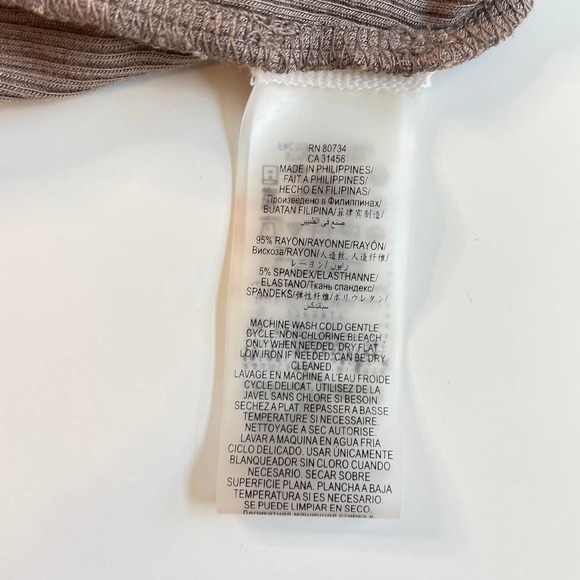 RN 80734
CA 31458
MADE IN PHILIPPINES/
FAIT A PHILIPPINES/
HECHO EN FILIPINAS/
Произведено в Филиппинах/
BUATAN FILIPINA/菲律宾制造/
صنع في الفلبين
95% RAYON/RAYONNE/RAYÓN/
Вискоза/Rayon/人造丝, 人造纤维/
レーヨン/ رايون
5% SPANDEX/ELASTHANNE/
ELASTANO/Ткань спандекс/
SPANDEKS/弹性纤维/ポリウレタン/
سباندكس
MACHINE WASH COLD GENTLE
CYCLE. NON-CHLORINE BLEACH
ONLY WHEN NEEDED. DRY FLAT.
LOW IRON IF NEEDED. CAN BE DRY
CLEANED.
LAVAGE EN MACHINE A L'EAU FROIDE
CYCLE DELICAT. UTILISEZ DE LA
JAVEL SANS CHLORE SI BESOIN.
SECHEZ A PLAT. REPASSER A BASSE
TEMPERATURE SI NECESSAIRE.
NETTOYAGE A SEC AUTORISE.
LAVAR A MAQUINA EN AGUA FRIA
CICLO DELICADO. USAR ÚNICAMENTE
BLANQUEADOR SIN CLORO CUANDO
NECESARIO. SECAR SOBRE
SUPERFICIE PLANA. PLANCHA A BAJA
TEMPERATURA SI ES NECESARIO.
SE PUEDE LIMPIAR EN SECO.